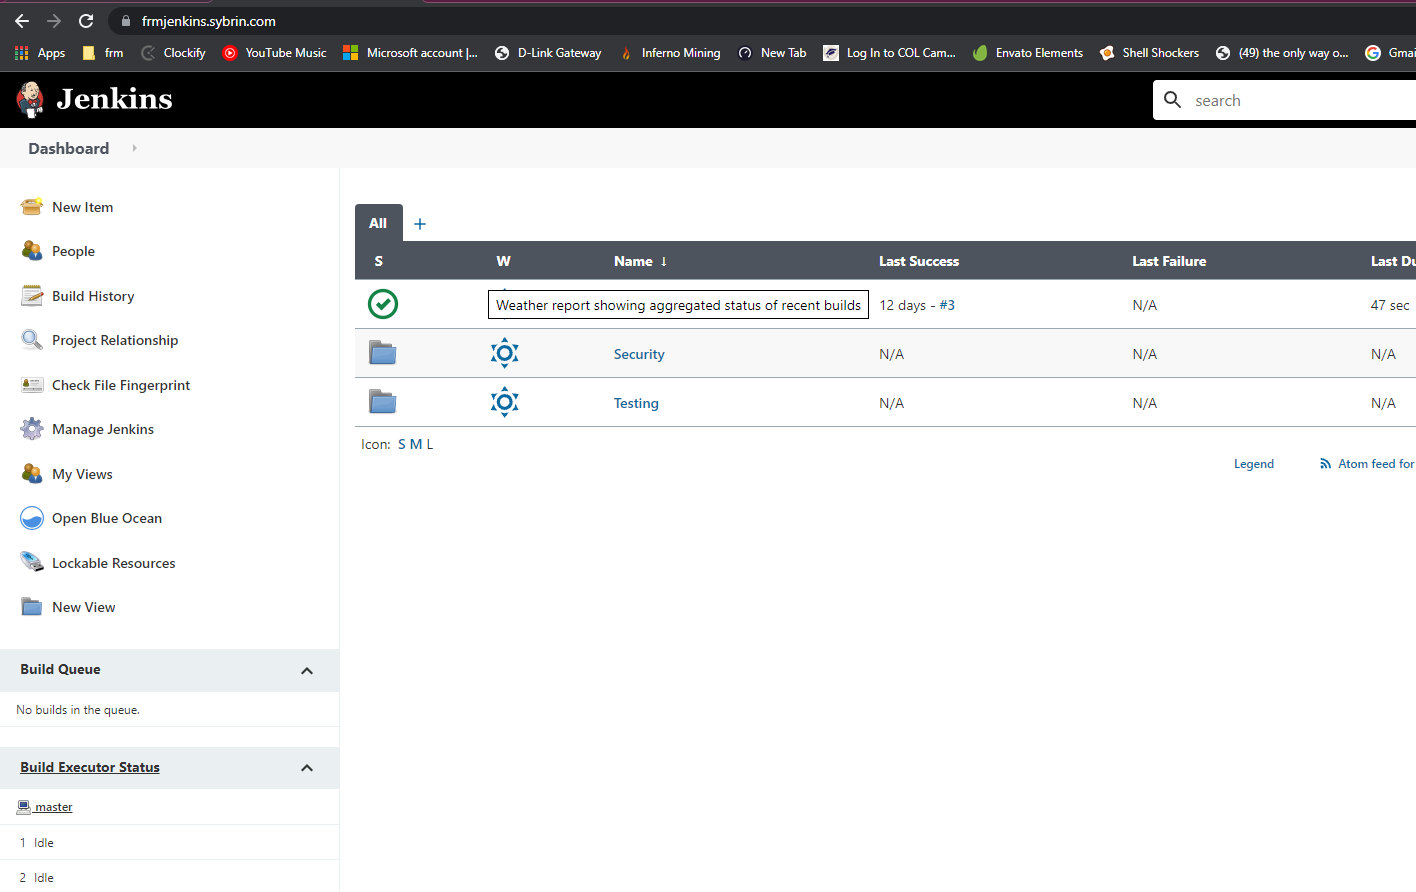 frmjenkins.sybrin.com
Apps frm Clockify YouTube Music Microsoft account |... D-Link Gateway Inferno Mining New Tab Log In to COL Cam... Envato Elements Shell Shockers (49) the only way o... Gmai
Jenkins
search
Dashboard
New Item
People
Build History
Project Relationship
Check File Fingerprint
Manage Jenkins
My Views
Open Blue Ocean
Lockable Resources
New View
Build Queue
No builds in the queue.
Build Executor Status
master
1 Idle
2 Idle
All +
S W Name ↓ Last Success Last Failure Last Du
Weather report showing aggregated status of recent builds 12 days - #3 N/A 47 sec
Security N/A N/A N/A
Testing N/A N/A N/A
Icon: S M L
Legend Atom feed for